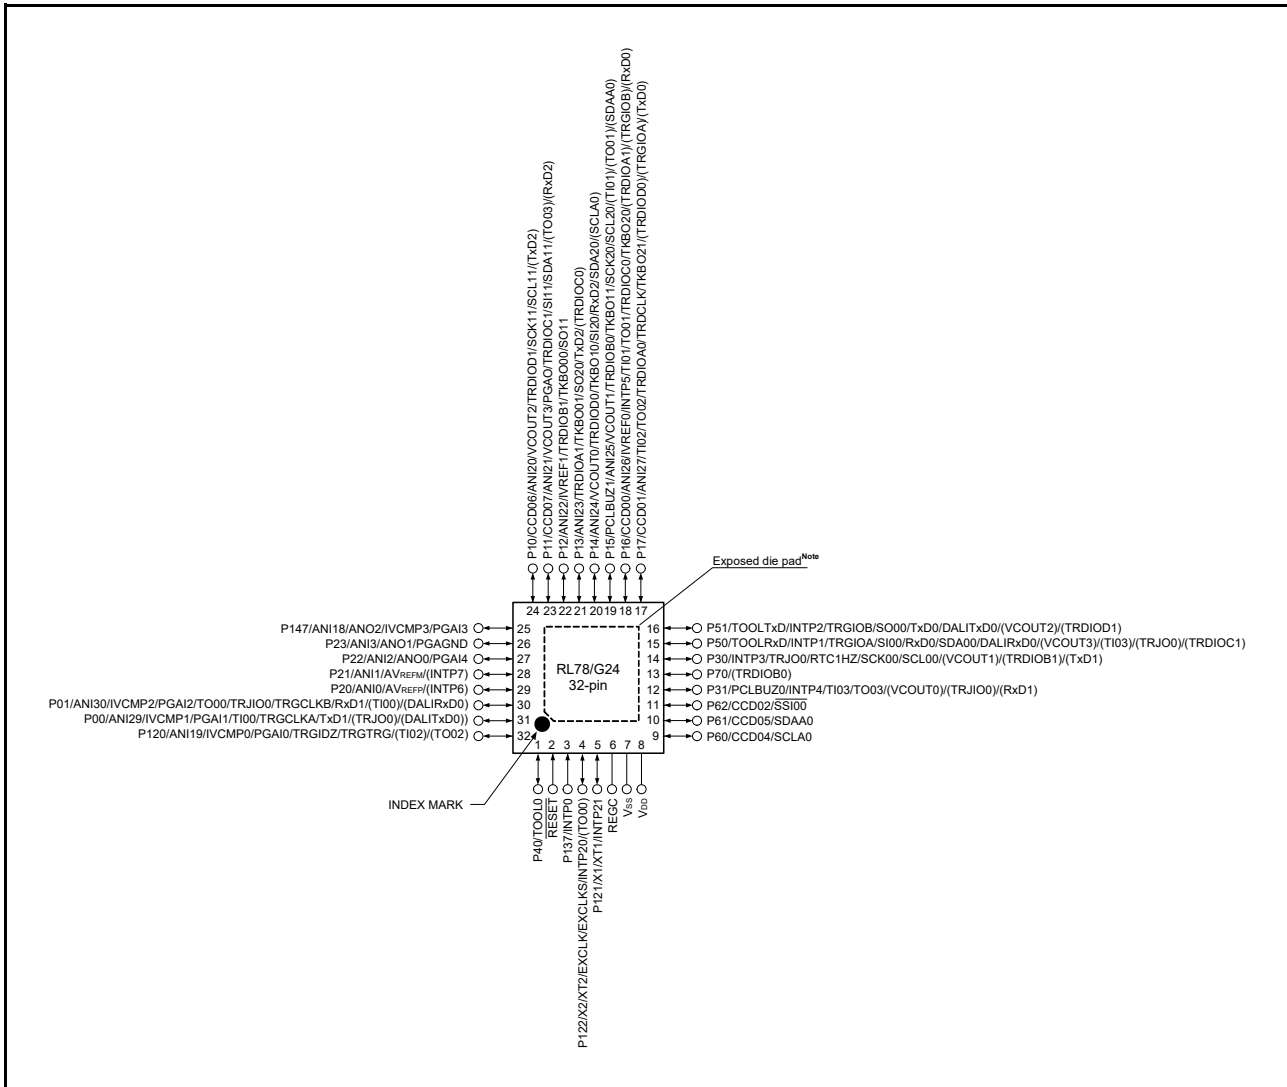 P10/CCD06/ANI20/VCOUT2/TRDIOD1/SCK11/SCL11/(TxD2)
P11/CCD07/ANI21/VCOUT3/PGAO/TRDIOC1/SI11/SDA11/(TO03)/(RxD2)
P12/ANI22/IVREF1/TRDIOB1/TKBO00/SO11
P13/ANI23/TRDIOA1/TKBO01/SO20/TxD2/(TRDIOC0)
P14/ANI24/VCOUT0/TRDIOD0/TKBO10/SI20/RxD2/SDA20/(SCLA0)
P15/PCLBUZ1/ANI25/VCOUT1/TRDIOB0/TKBO11/SCK20/SCL20/(TI01)/(TO01)/(SDAA0)
P16/CCD00/ANI26/IVREF0/INTP5/TI01/TO01/TRDIOC0/TKBO20/(TRDIOA1)/(TRGIOB)/(RxD0)
P17/CCD01/ANI27/TI02/TO02/TRDIOA0/TRDCLK/TKBO21/(TRDIOD0)/(TRGIOA)/(TxD0)
Exposed die pad Note
24 23 22 21 20 19 18 17
P147/ANI18/ANO2/IVCMP3/PGAI3 25
P23/ANI3/ANO1/PGAGND 26
P22/ANI2/ANO0/PGAI4 27
P21/ANI1/AVREFM/(INTP7) 28
P20/ANI0/AVREFP/(INTP6) 29
P01/ANI30/IVCMP2/PGAI2/TO00/TRJIO0/TRGCLKB/RxD1/(TI00)/(DALIRxD0) 30
P00/ANI29/IVCMP1/PGAI1/TI00/TRGCLKA/TxD1/(TRJO0)/(DALITxD0)) 31
P120/ANI19/IVCMP0/PGAI0/TRGIDZ/TRGTRG/(TI02)/(TO02) 32
RL78/G24
32-pin
16 P51/TOOLTxD/INTP2/TRGIOB/SO00/TxD0/DALITxD0/(VCOUT2)/(TRDIOD1)
15 P50/TOOLRxD/INTP1/TRGIOA/SI00/RxD0/SDA00/DALIRxD0/(VCOUT3)/(TI03)/(TRJO0)/(TRDIOC1)
14 P30/INTP3/TRJO0/RTC1HZ/SCK00/SCL00/(VCOUT1)/(TRDIOB1)/(TxD1)
13 P70/(TRDIOB0)
12 P31/PCLBUZ0/INTP4/TI03/TO03/(VCOUT0)/(TRJIO0)/(RxD1)
11 P62/CCD02/SSI00
10 P61/CCD05/SDAA0
9 P60/CCD04/SCLA0
1 2 3 4 5 6 7 8
INDEX MARK
P40/TOOL0
RESET
P137/INTP0
P122/X2/XT2/EXCLK/EXCLKS/INTP20/(TO00)
P121/X1/XT1/INTP21
REGC
VSS
VDD